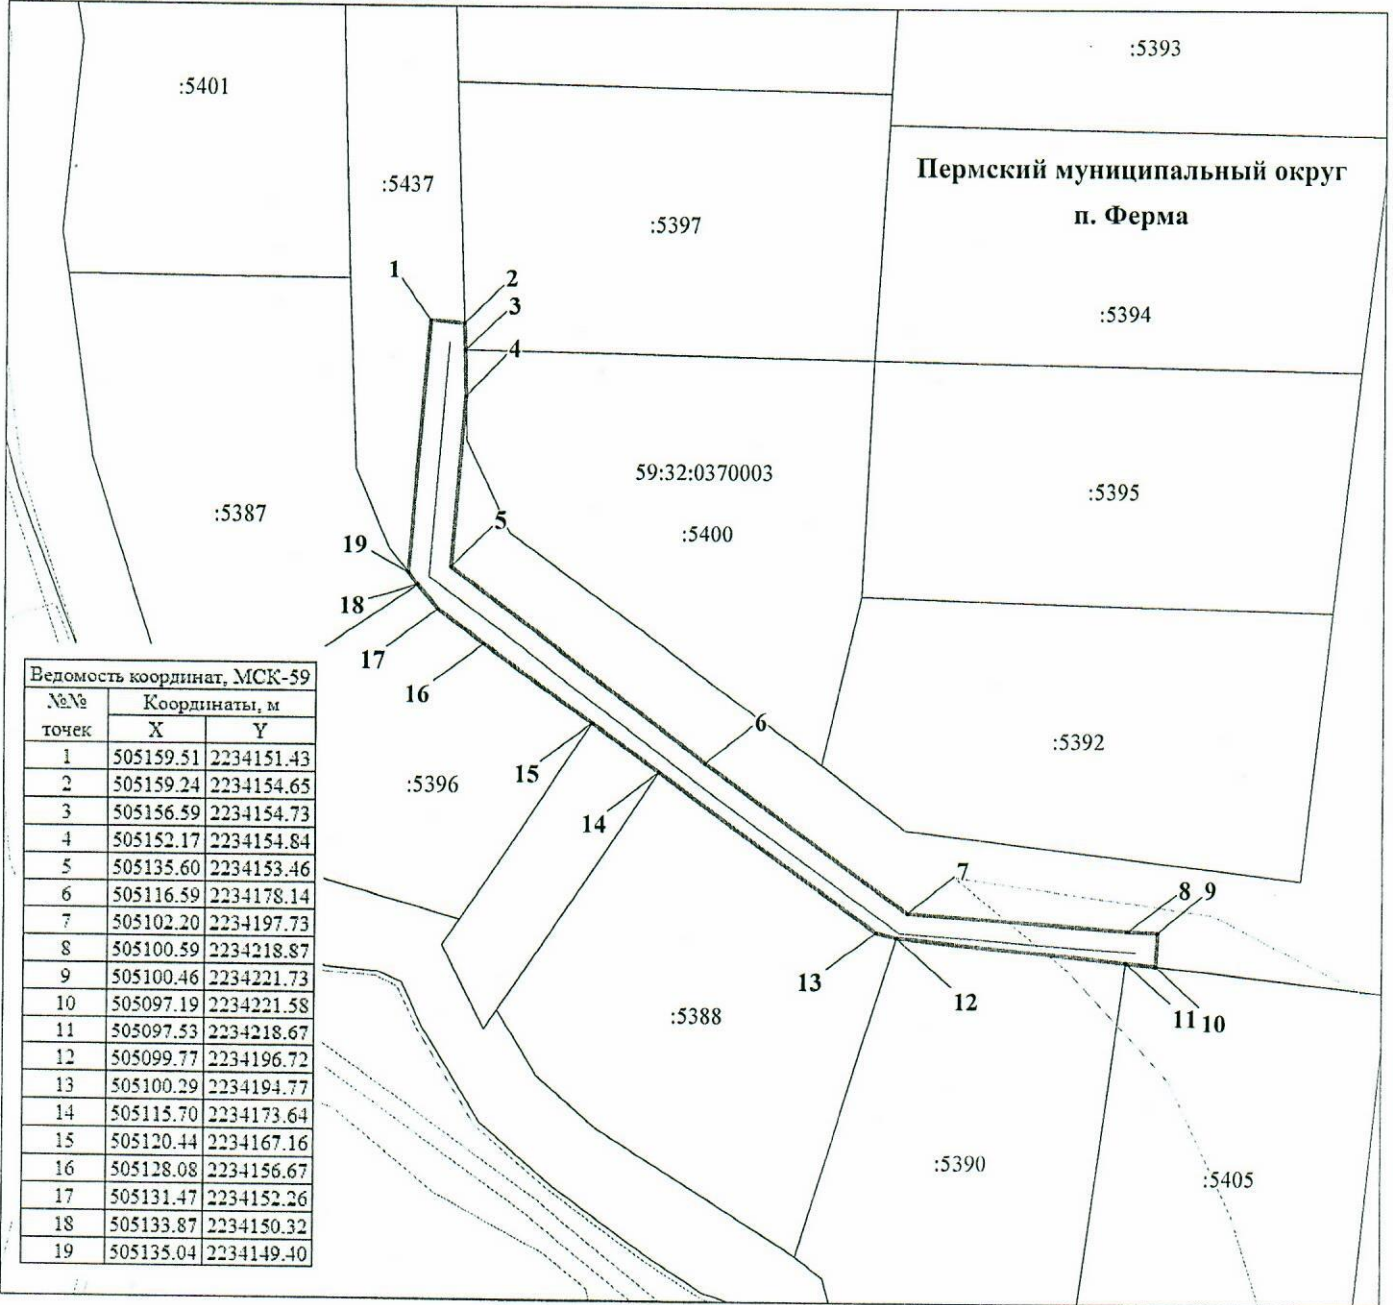 :5393
:5401
Пермский муниципальный округ
п. Ферма
:5437
:5397
1
2
3
4
:5394
59:32:0370003
:5400
:5395
:5387
5
19
18
17
16
6
15
14
:5396
:5392
7
8 9
13
12
11 10
:5388
:5390
:5405
Ведомость координат, МСК-59
№№ точек Координаты, м
X Y
1 505159.51 2234151.43
2 505159.24 2234154.65
3 505156.59 2234154.73
4 505152.17 2234154.84
5 505135.60 2234153.46
6 505116.59 2234178.14
7 505102.20 2234197.73
8 505100.59 2234218.87
9 505100.46 2234221.73
10 505097.19 2234221.58
11 505097.53 2234218.67
12 505099.77 2234196.72
13 505100.29 2234194.77
14 505115.70 2234173.64
15 505120.44 2234167.16
16 505128.08 2234156.67
17 505131.47 2234152.26
18 505133.87 2234150.32
19 505135.04 2234149.40